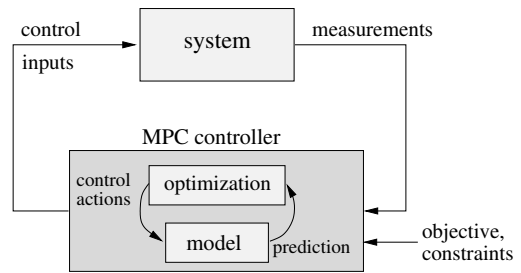 control
inputs
system
measurements
MPC controller
control
actions
optimization
model
prediction
objective,
constraints